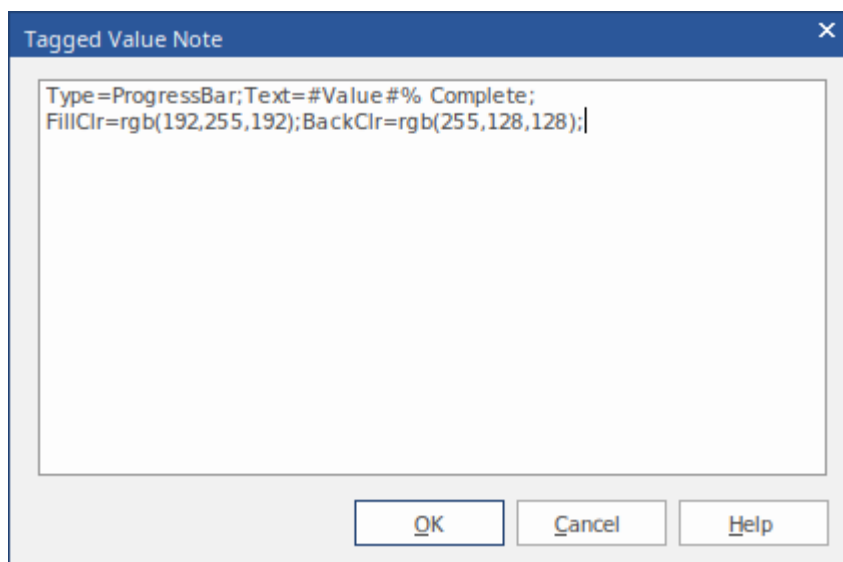 Tagged Value Note
Type=ProgressBar;Text=#Value#% Complete;
FillClr=rgb(192,255,192);BackClr=rgb(255,128,128);
OK
Cancel
Help